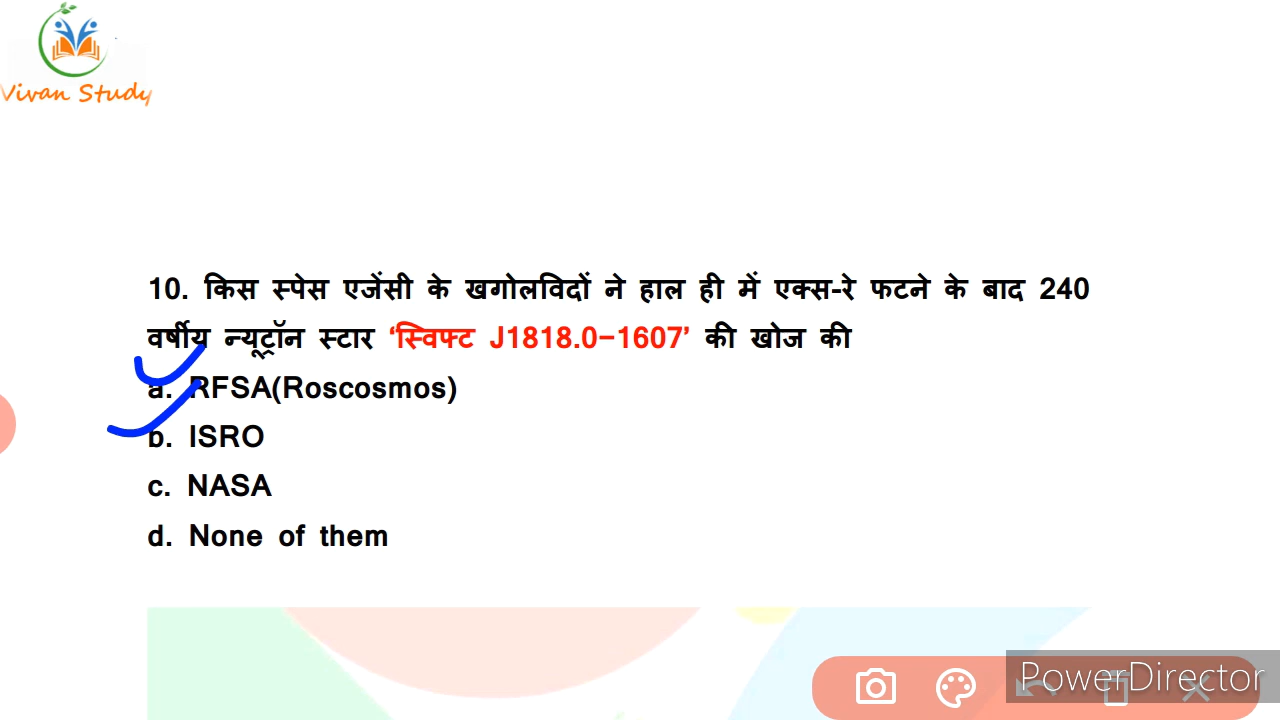 Vivan Study
10. किस स्पेस एजेंसी के खगोलविदों ने हाल ही में एक्स-रे फटने के बाद 240
वर्षीय न्यूट्रॉन स्टार ‘स्विफ्ट J1818.0−1607’ की खोज की
a. RFSA(Roscosmos)
b. ISRO
c. NASA
d. None of them
PowerDirector